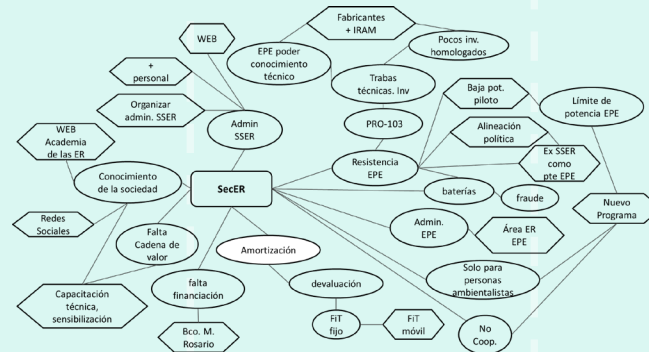 Fabricantes
+ IRAM
WEB
EPE poder
conocimiento
técnico
Pocos inv.
homologados
+
personal
Trabas
técnicas. Inv
Baja pot.
piloto
Límite de
potencia EPE
Organizar
admin. SSER
Admin
SSER
PRO-103
Alineación
política
WEB
Academia
de las ER
Resistencia
EPE
Ex SSER
como
pte EPE
Conocimiento
de la sociedad
SecER
baterías
fraude
Nuevo
Programa
Redes
Sociales
Falta
Cadena de
valor
Amortización
Admin.
EPE
Área ER
EPE
Capacitación
técnica,
sensibilización
falta
financiación
devaluación
Solo para
personas
ambientalistas
Bco. M.
Rosario
FiT
fijo
FiT
móvil
No
Coop.